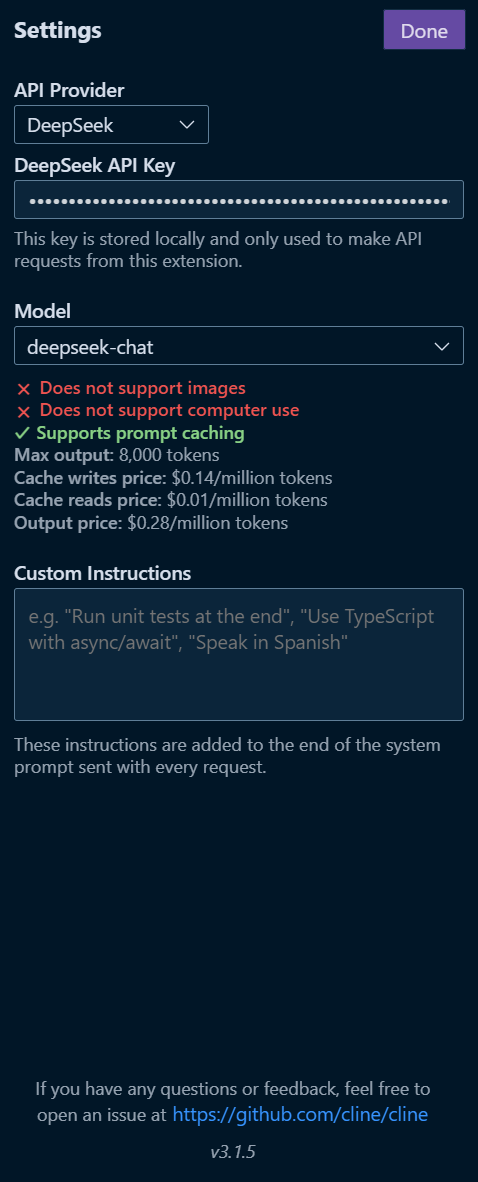 Settings
Done
API Provider
DeepSeek
DeepSeek API Key
••••••••••••••••••••••••••••••••••••••••••••••••••••
This key is stored locally and only used to make API
requests from this extension.
Model
deepseek-chat
✕ Does not support images
✕ Does not support computer use
✓ Supports prompt caching
Max output: 8,000 tokens
Cache writes price: $0.14/million tokens
Cache reads price: $0.01/million tokens
Output price: $0.28/million tokens
Custom Instructions
e.g. "Run unit tests at the end", "Use TypeScript
with async/await", "Speak in Spanish"
These instructions are added to the end of the system
prompt sent with every request.
If you have any questions or feedback, feel free to
open an issue at https://github.com/cline/cline
v3.1.5